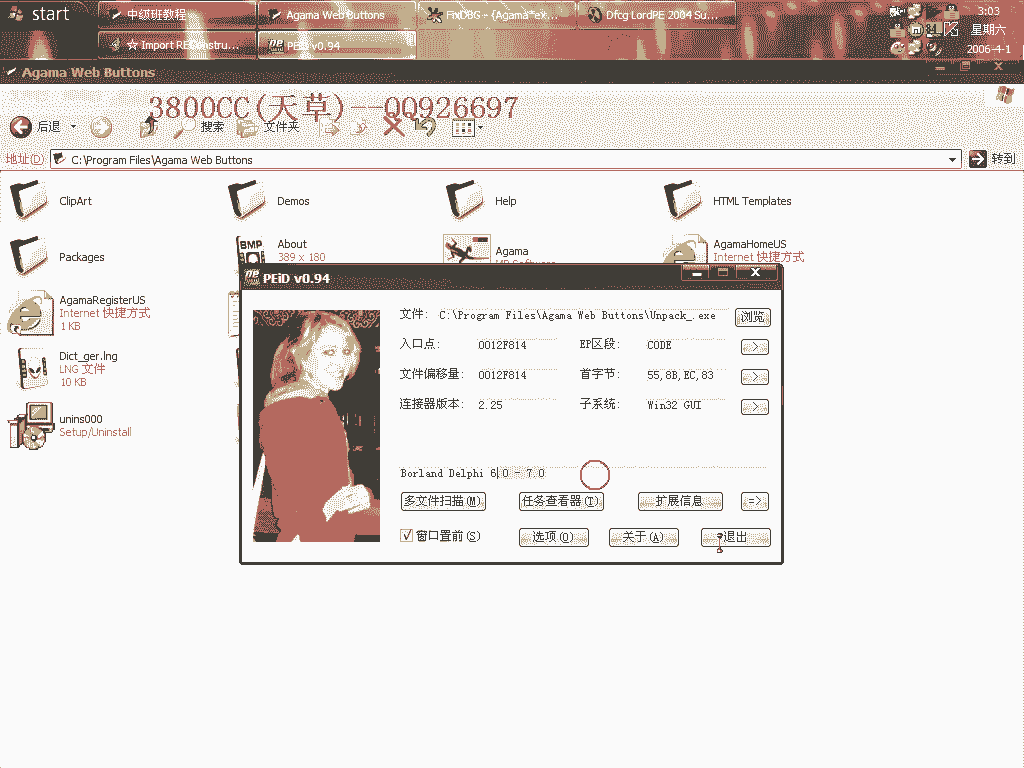 start
中级班教程
Agama Web Buttons
FixDBG - {Agama*ex...
Dfcg LordPE 2004 Su...
3:03
☆ Import REConstru...
PEiD v0.94
星期六
2006-4-1
Agama Web Buttons
3800CC(天草)--QQ926697
后退
搜索
文件夹
地址(D)
C:\Program Files\Agama Web Buttons
转到
ClipArt
Demos
Help
HTML Templates
Packages
BMP
About
389 x 180
Agama
AgamaHomeUS
Internet 快捷方式
PEiD v0.94
AgamaRegisterUS
Internet 快捷方式
1 KB
Dict_ger.lng
LNG 文件
10 KB
unins000
Setup/Uninstall
文件: C:\Program Files\Agama Web Buttons\Unpack_.exe
浏览
入口点: 0012F814
EP区段: CODE
>
文件偏移量: 0012F814
首字节: 55,8B,EC,83
>
连接器版本: 2.25
子系统: Win32 GUI
>
Borland Delphi 6.0 - 7.0
多文件扫描(M)
任务查看器(T)
扩展信息
=>
窗口置前(S)
选项(O)
关于(A)
退出